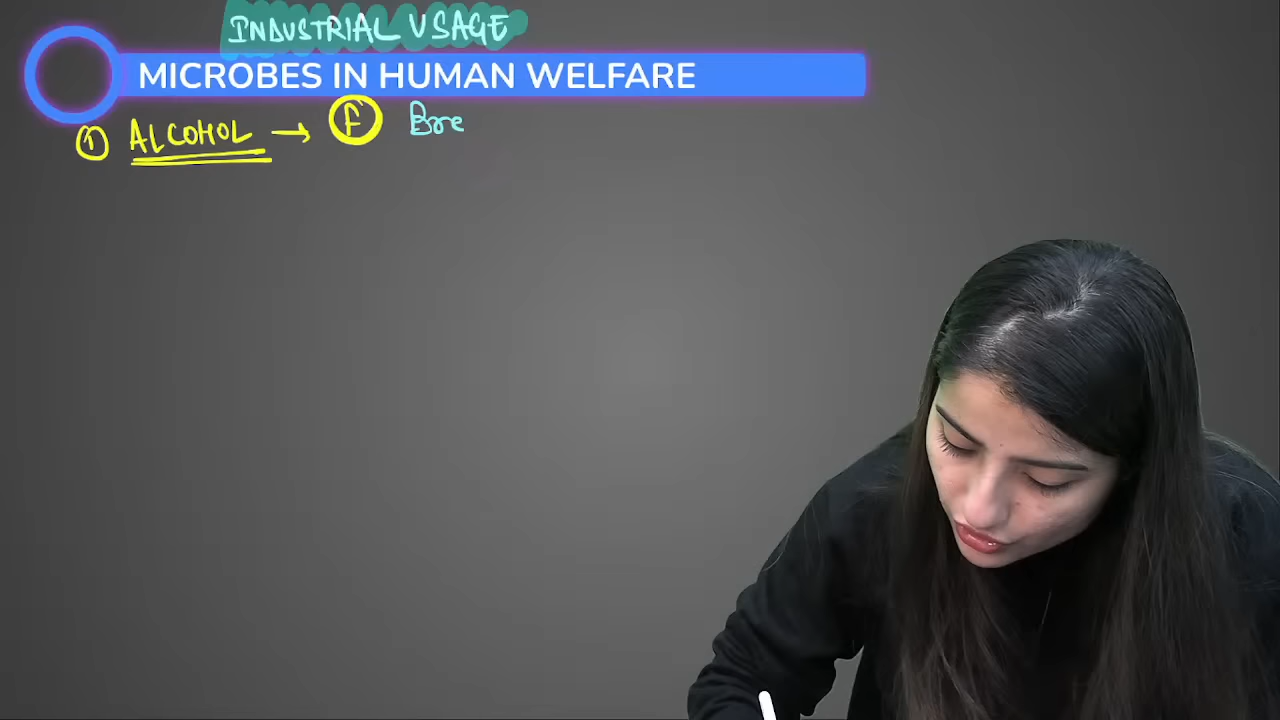 INDUSTRIAL USAGE
MICROBES IN HUMAN WELFARE
① ALCOHOL → F Bre